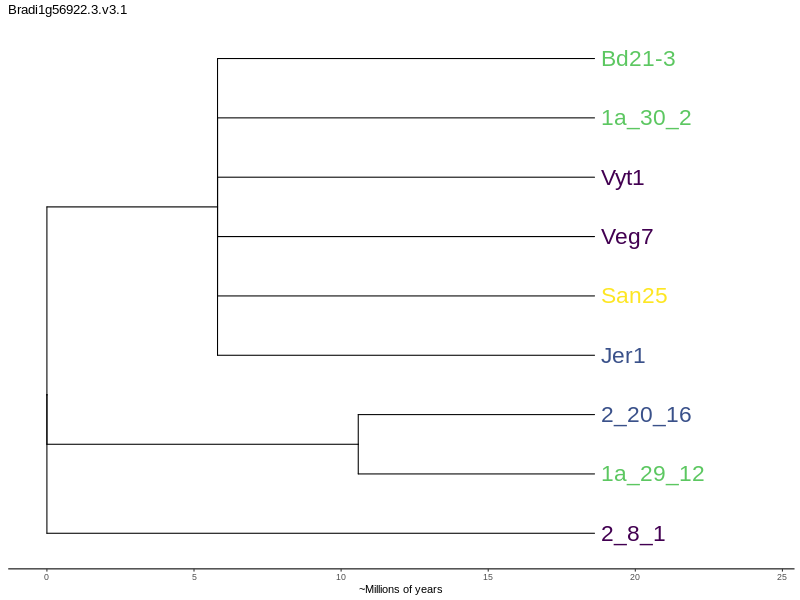 Bradi1g56922.3.v3.1
Bd21-3
1a_30_2
Vyt1
Veg7
San25
Jer1
2_20_16
1a_29_12
2_8_1
0 5 10 15 20 25
~Millions of years